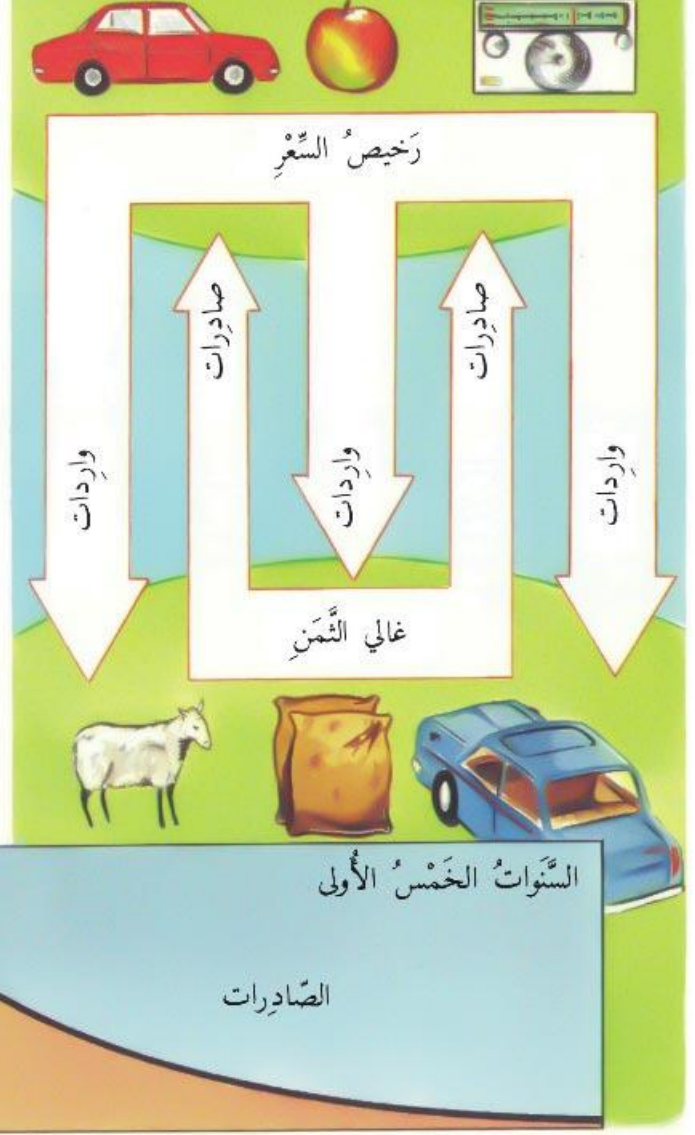 رَخيصُ السِّعْرِ
صادِرات
صادِرات
وارِدات
وارِدات
وارِدات
غالي الثَّمَنِ
السَّنَواتُ الخَمْسُ الأُولى
الصّادِرات